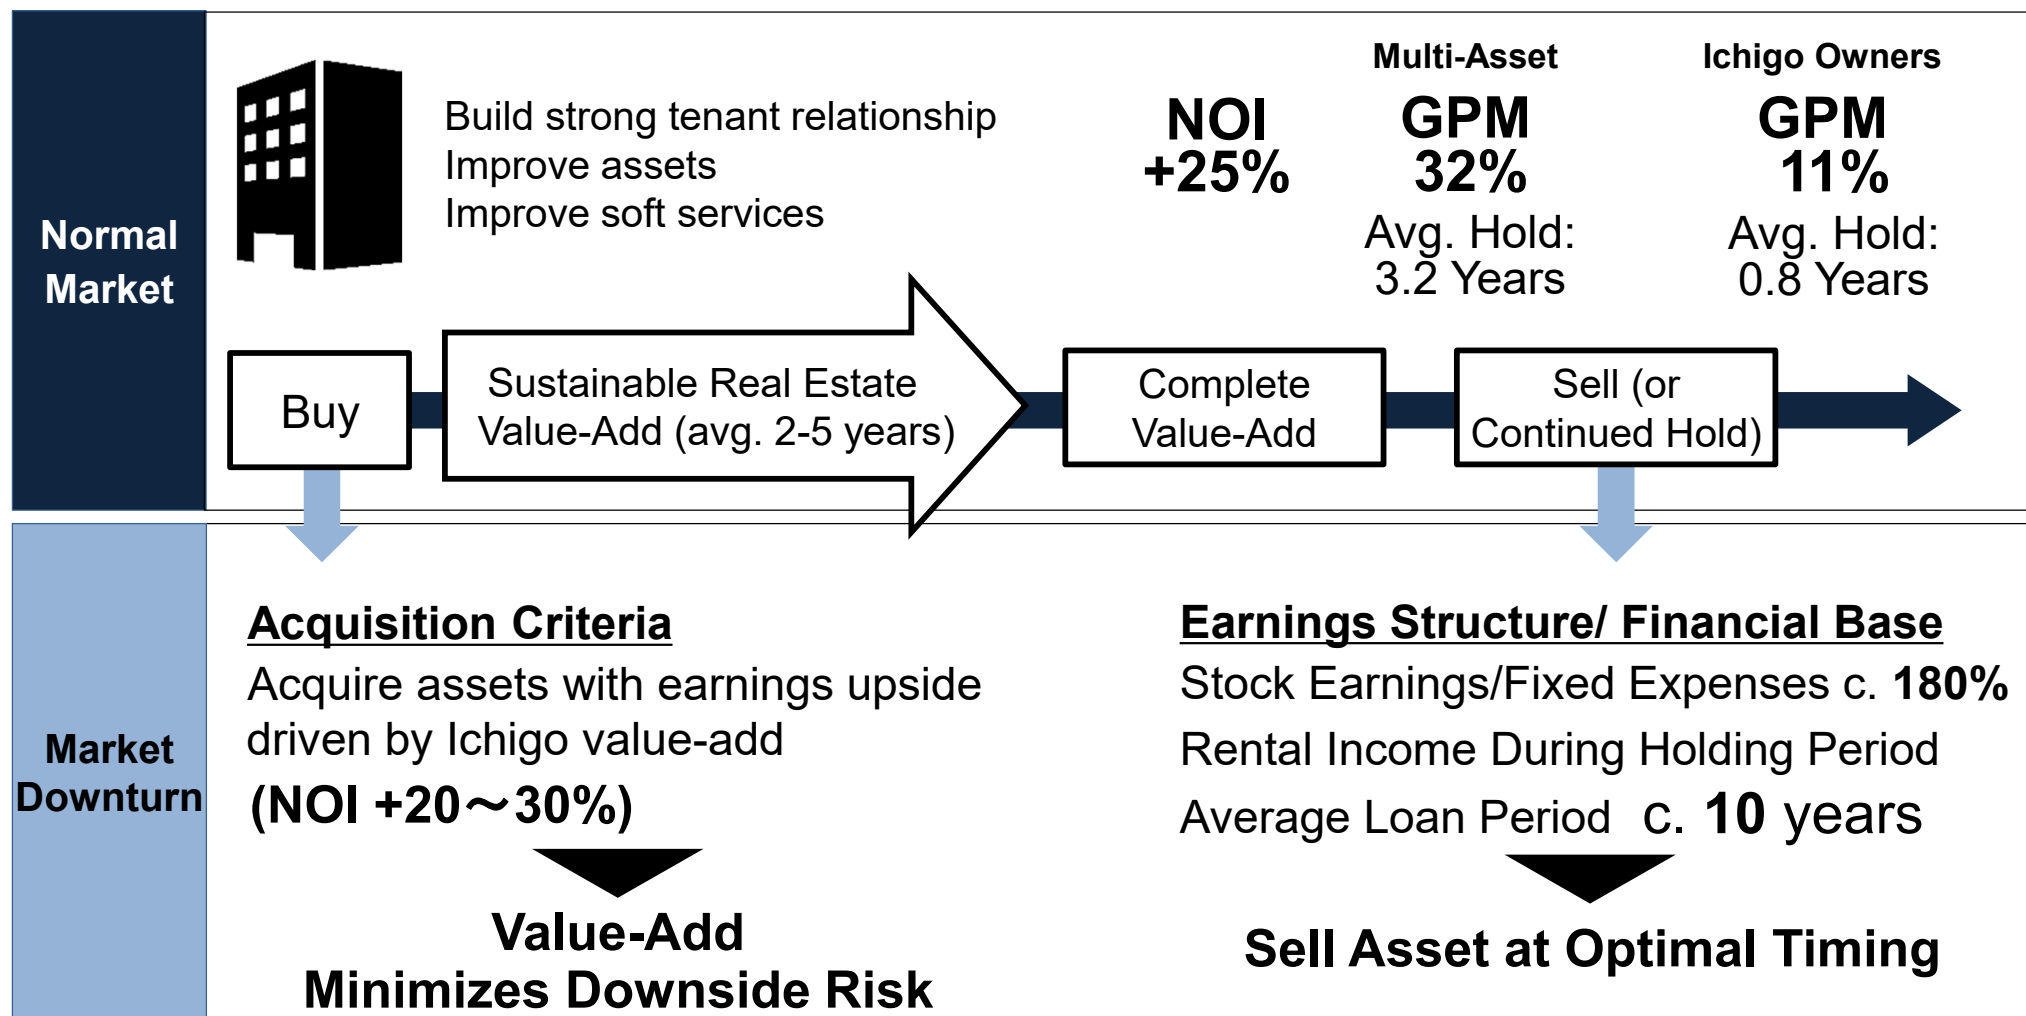 Normal
Market
Build strong tenant relationship
Improve assets
Improve soft services
NOI
+25%
Multi-Asset
GPM
32%
Avg. Hold:
3.2 Years
Ichigo Owners
GPM
11%
Avg. Hold:
0.8 Years
Buy
Sustainable Real Estate
Value-Add (avg. 2-5 years)
Complete
Value-Add
Sell (or
Continued Hold)
Market
Downturn
Acquisition Criteria
Acquire assets with earnings upside
driven by Ichigo value-add
(NOI +20～30%)
Value-Add
Minimizes Downside Risk
Earnings Structure/ Financial Base
Stock Earnings/Fixed Expenses c. 180%
Rental Income During Holding Period
Average Loan Period c. 10 years
Sell Asset at Optimal Timing